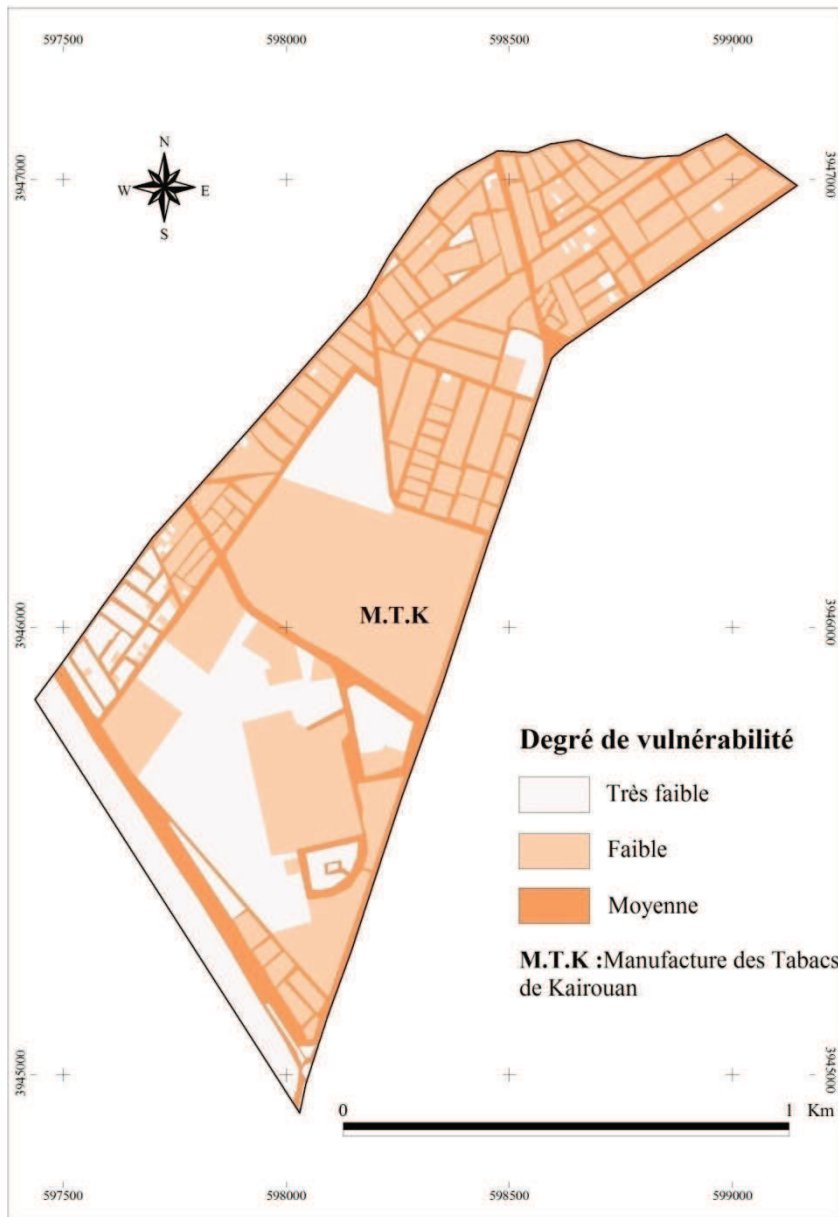 597500 598000 598500 599000
N
W E
S
3947000 3947000
3946000 3946000
M.T.K
Degré de vulnérabilité
Très faible
Faible
Moyenne
M.T.K :Manufacture des Tabacs
de Kairouan
3945000 3945000
0 1 Km
597500 598000 598500 599000